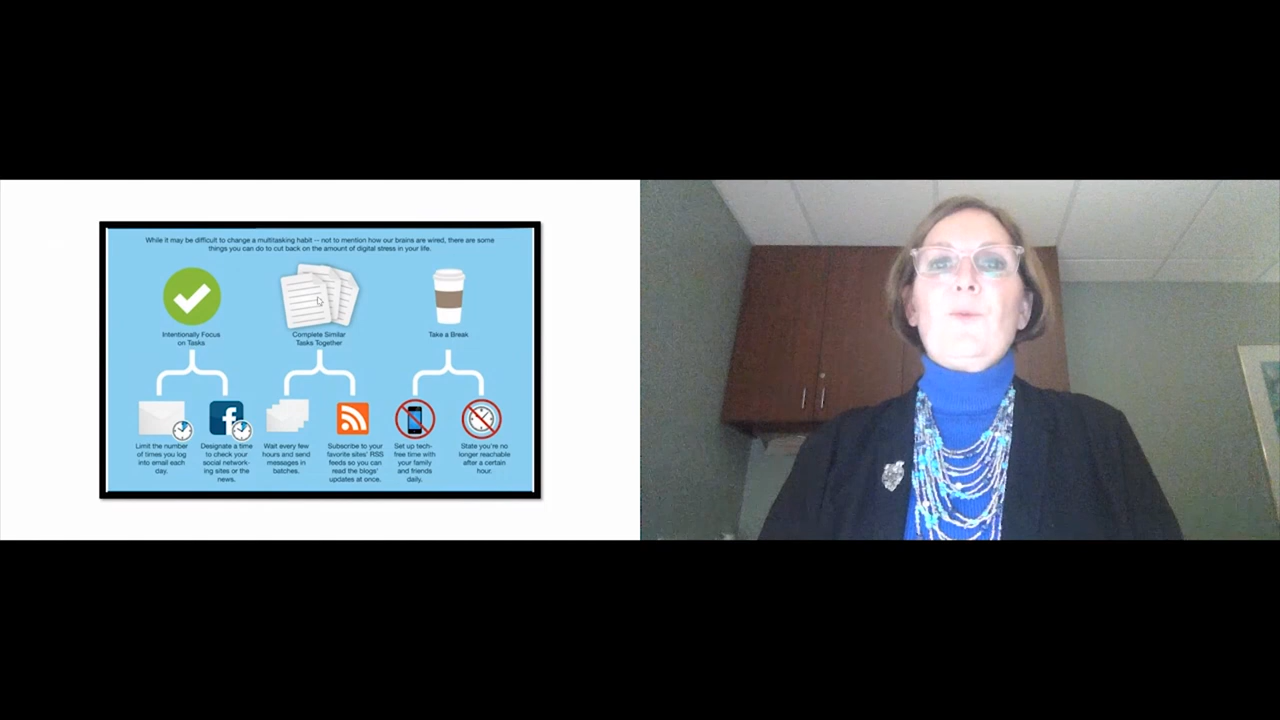 While it may be difficult to change a multitasking habit -- not to mention how our brains are wired, there are some
things you can do to cut back on the amount of digital stress in your life.
Intentionally Focus
on Tasks
Complete Similar
Tasks Together
Take a Break
Limit the number
of times you log
into email each
day.
Designate a time
to check your
social network-
ing sites or the
news.
Wait every few
hours and send
messages in
batches.
Subscribe to your
favorite sites' RSS
feeds so you can
read the blogs'
updates at once.
Set up tech-
free time with
your family
and friends
daily.
State you're no
longer reachable
after a certain
hour.